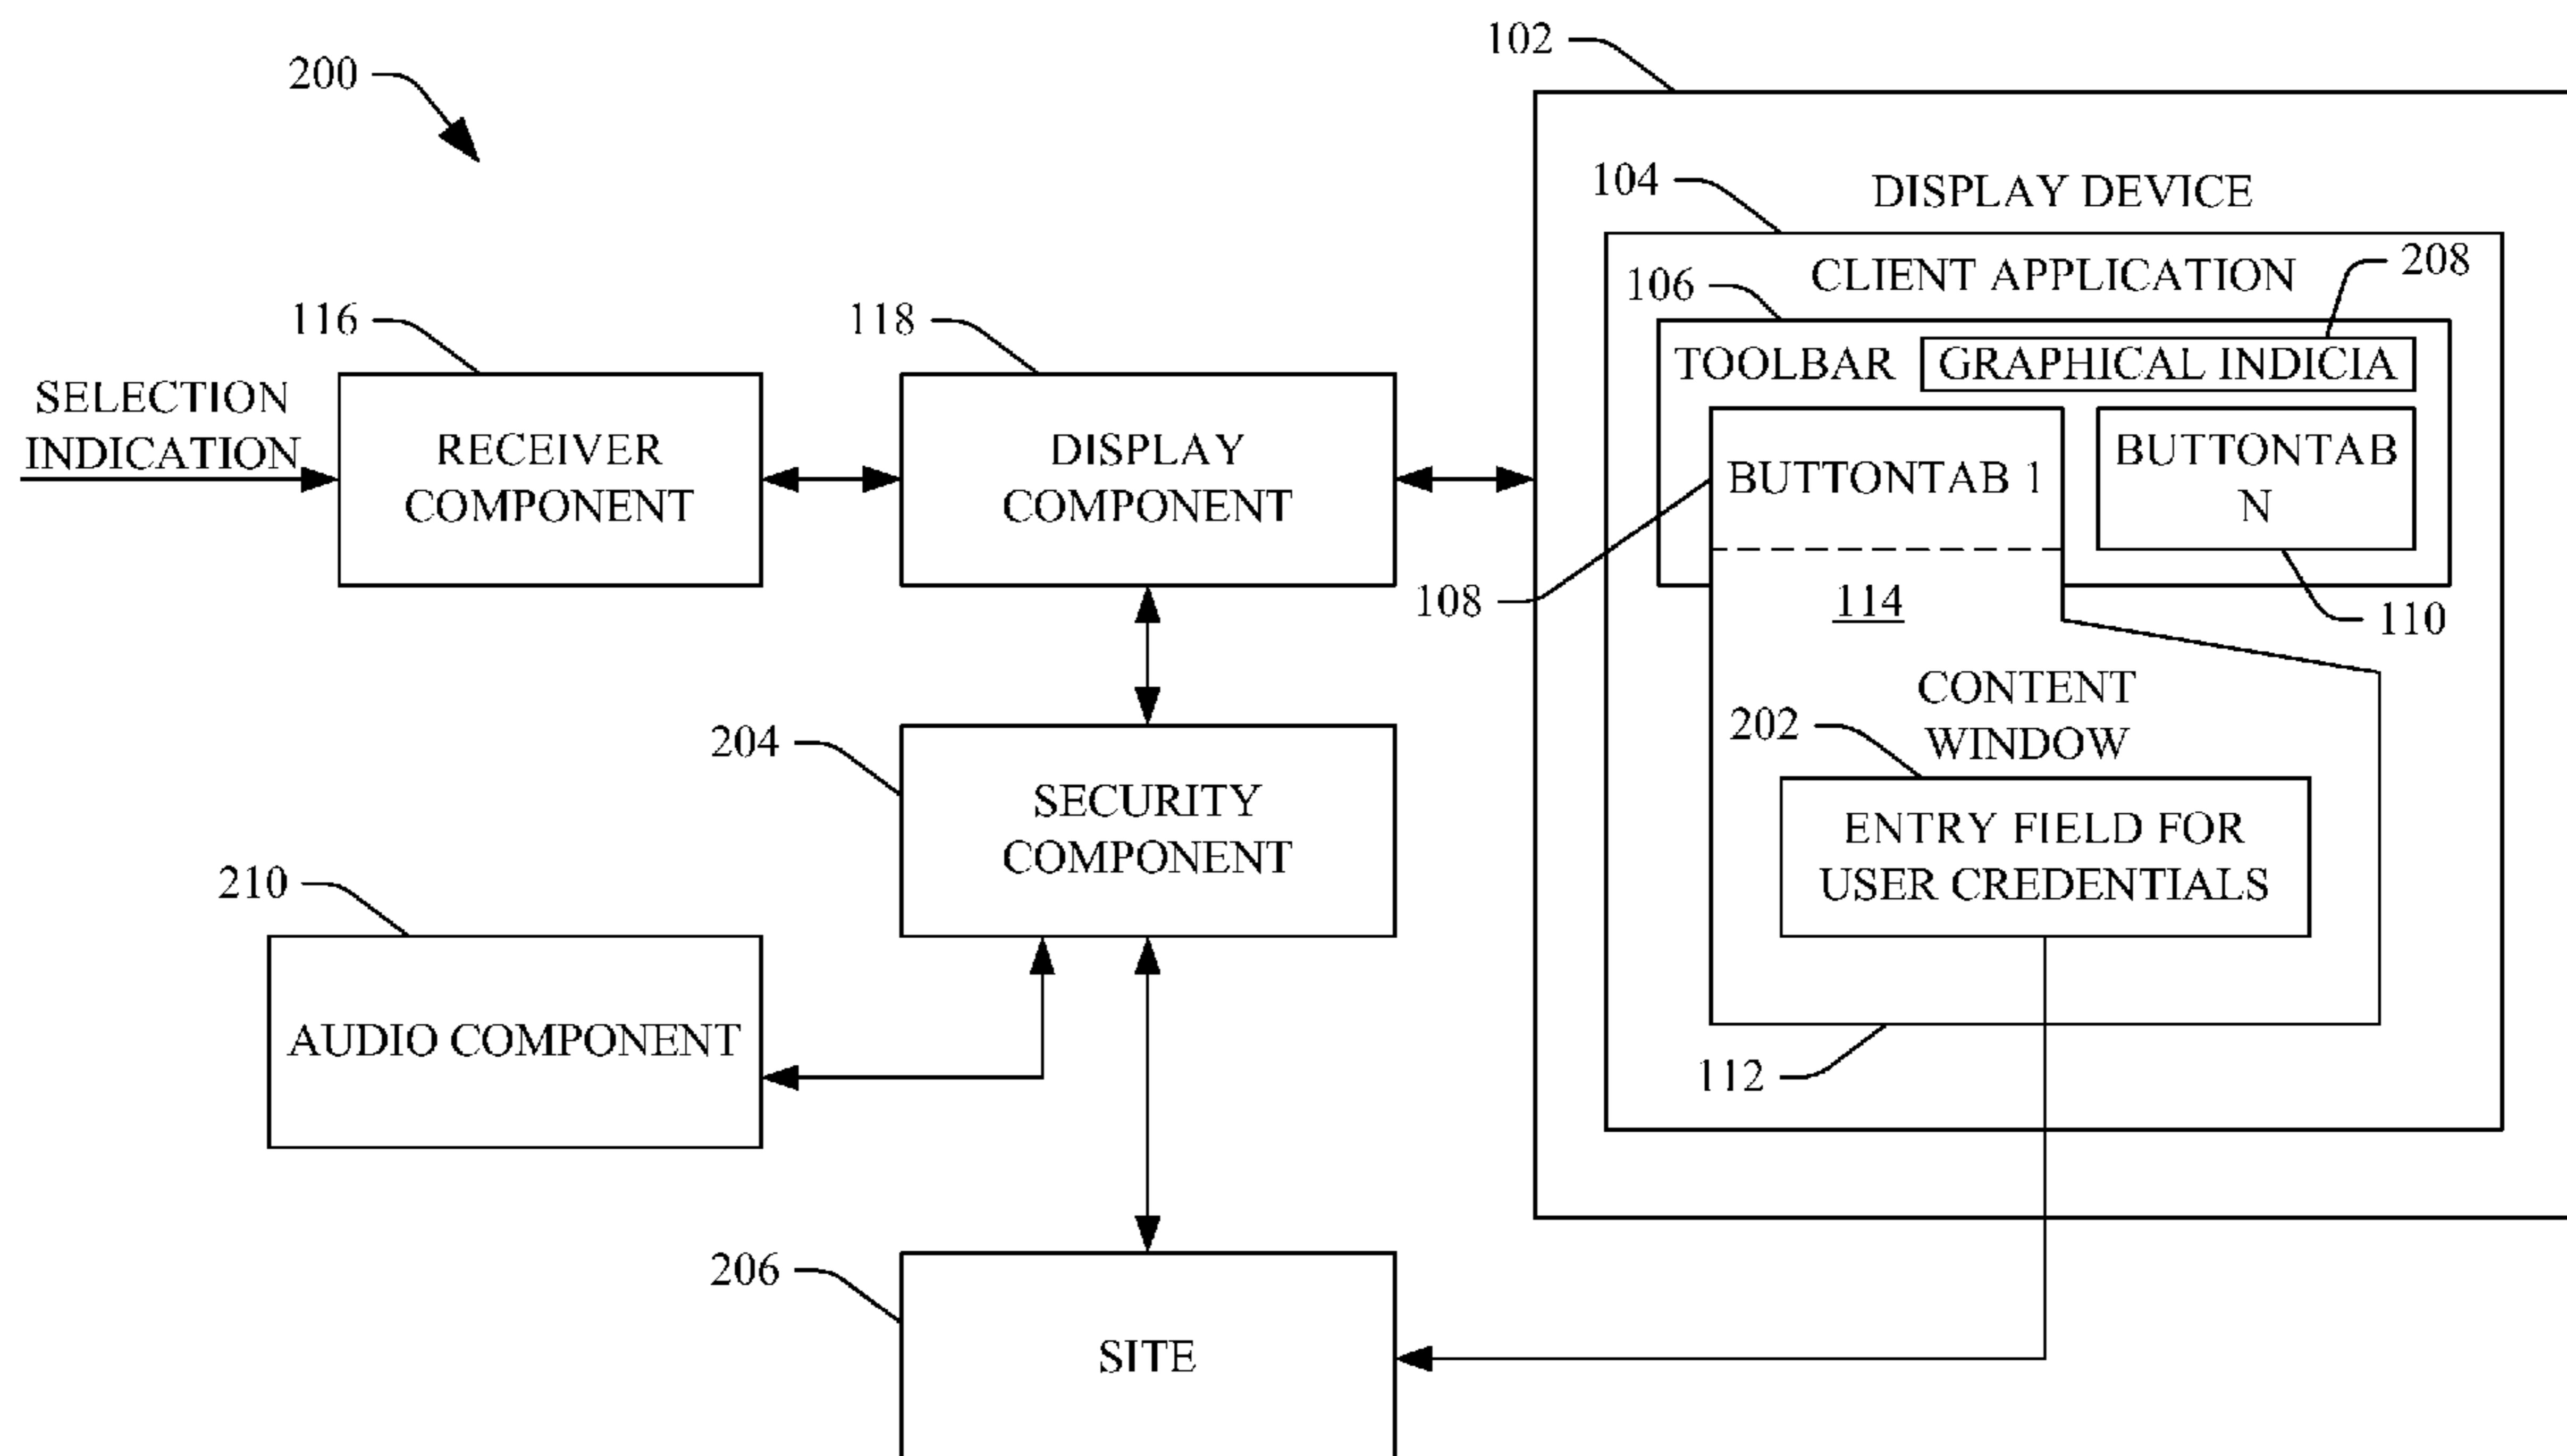 102
200
104
DISPLAY DEVICE
CLIENT APPLICATION
208
106
116
118
TOOLBAR
GRAPHICAL INDICIA
SELECTION
INDICATION
RECEIVER
COMPONENT
DISPLAY
COMPONENT
BUTTONTAB 1
BUTTONTAB
N
108
114
110
CONTENT
WINDOW
202
204
SECURITY
COMPONENT
ENTRY FIELD FOR
USER CREDENTIALS
210
AUDIO COMPONENT
112
206
SITE